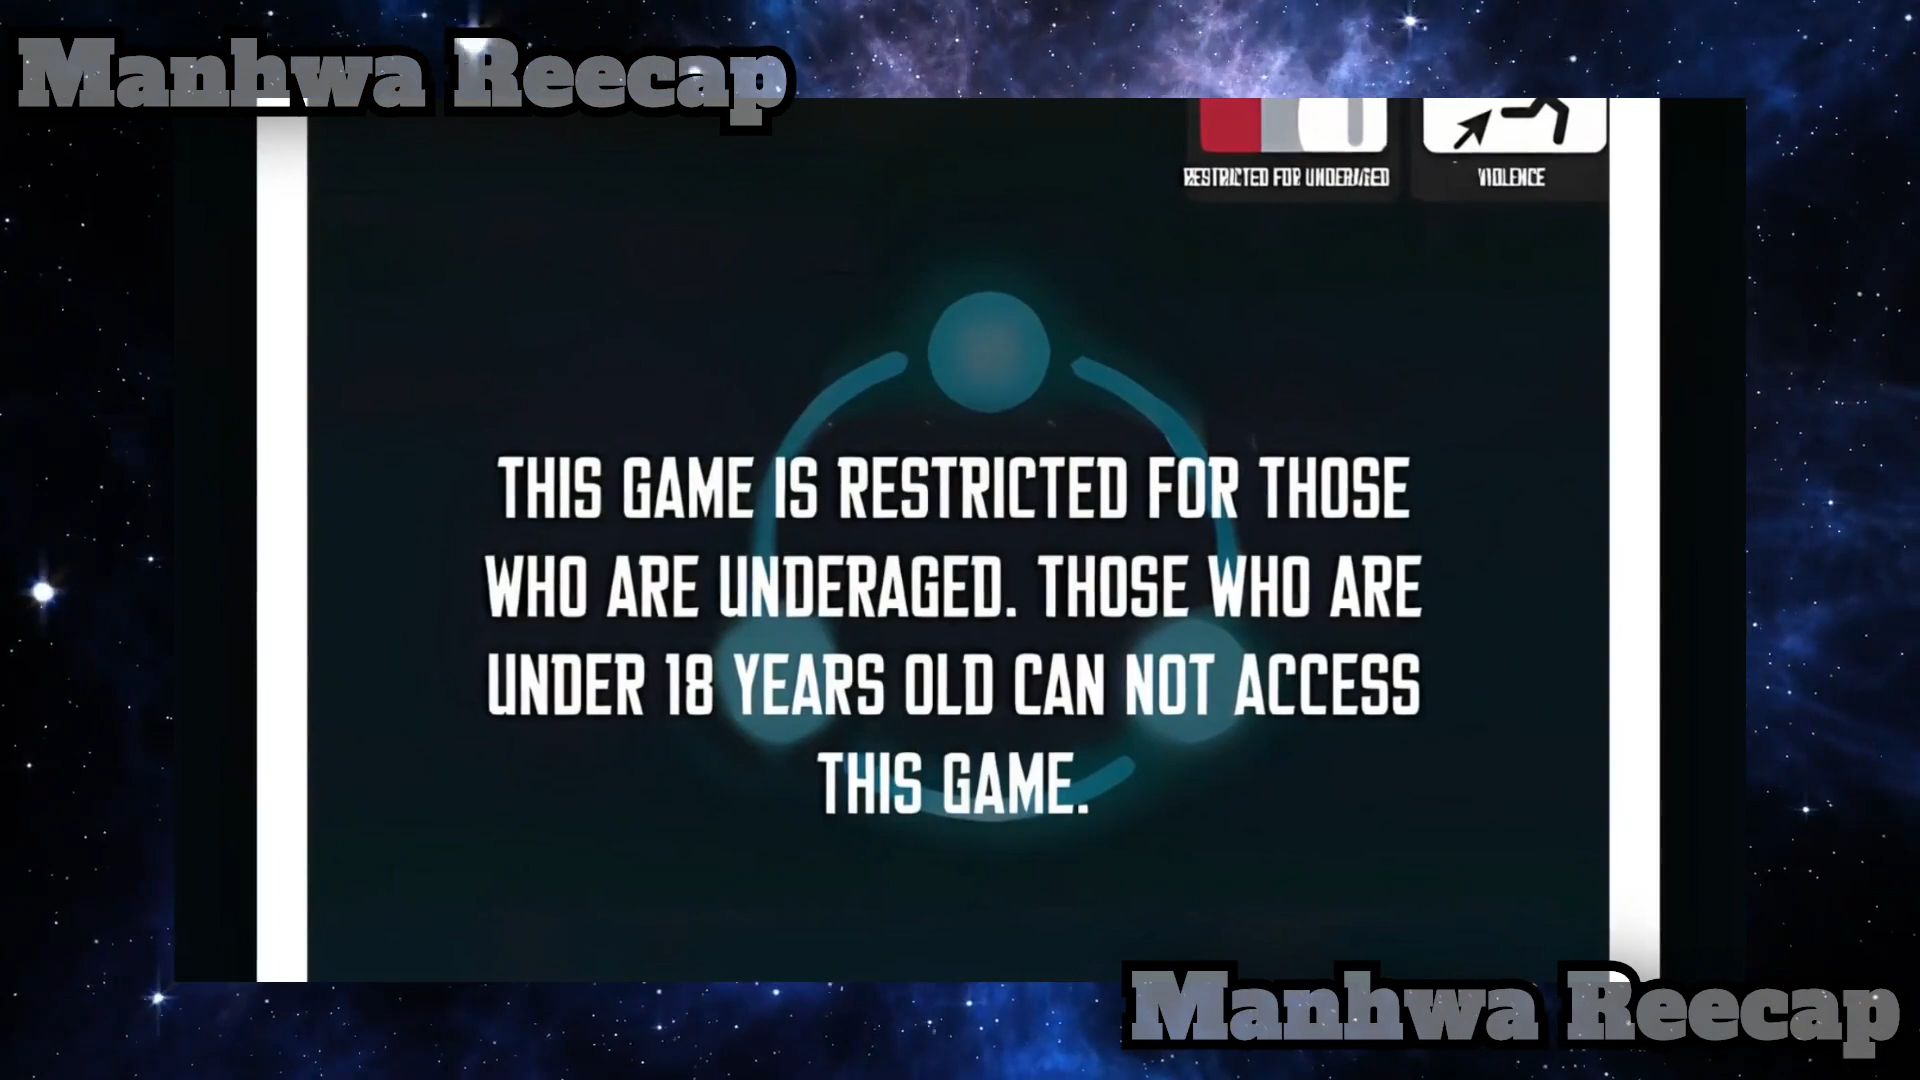 Manhwa Reecap
RESTRICTED FOR UNDERAGED
VIOLENCE
THIS GAME IS RESTRICTED FOR THOSE
WHO ARE UNDERAGED. THOSE WHO ARE
UNDER 18 YEARS OLD CAN NOT ACCESS
THIS GAME.
Manhwa Reecap